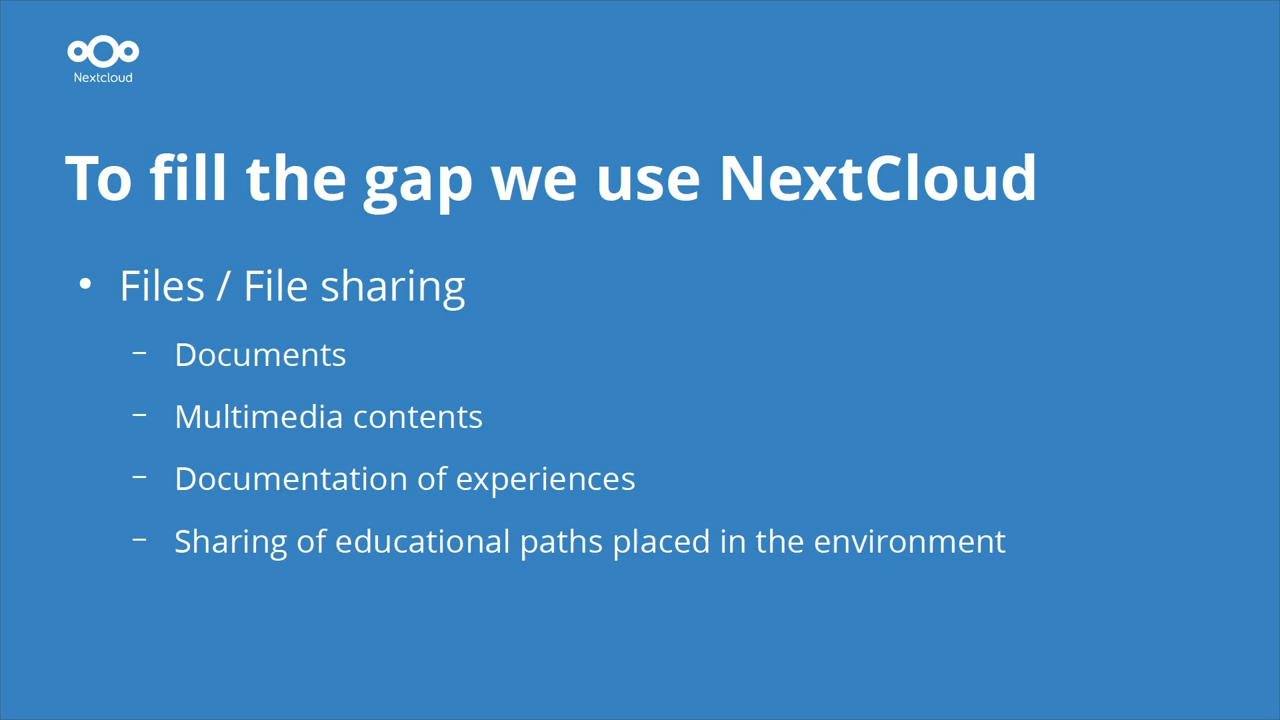 Nextcloud
To fill the gap we use NextCloud
• Files / File sharing
– Documents
– Multimedia contents
– Documentation of experiences
– Sharing of educational paths placed in the environment